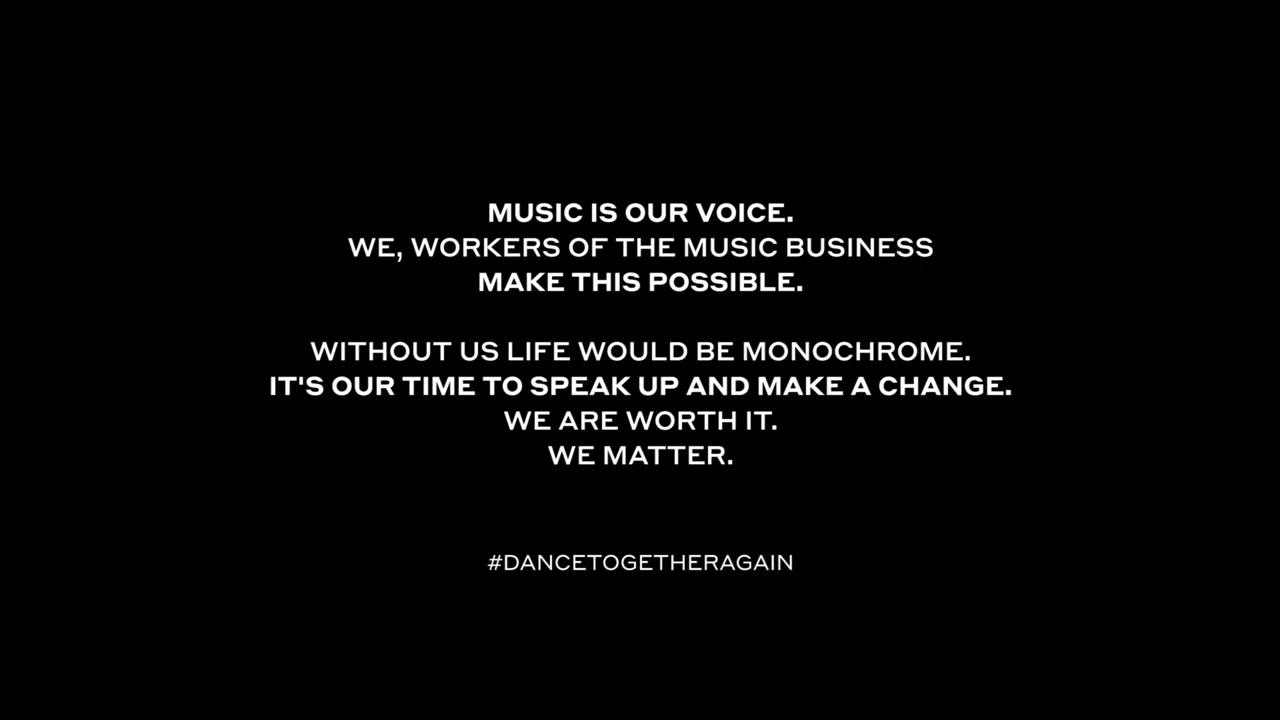 MUSIC IS OUR VOICE.
WE, WORKERS OF THE MUSIC BUSINESS
MAKE THIS POSSIBLE.
WITHOUT US LIFE WOULD BE MONOCHROME.
IT'S OUR TIME TO SPEAK UP AND MAKE A CHANGE.
WE ARE WORTH IT.
WE MATTER.
#DANCETOGETHERAGAIN